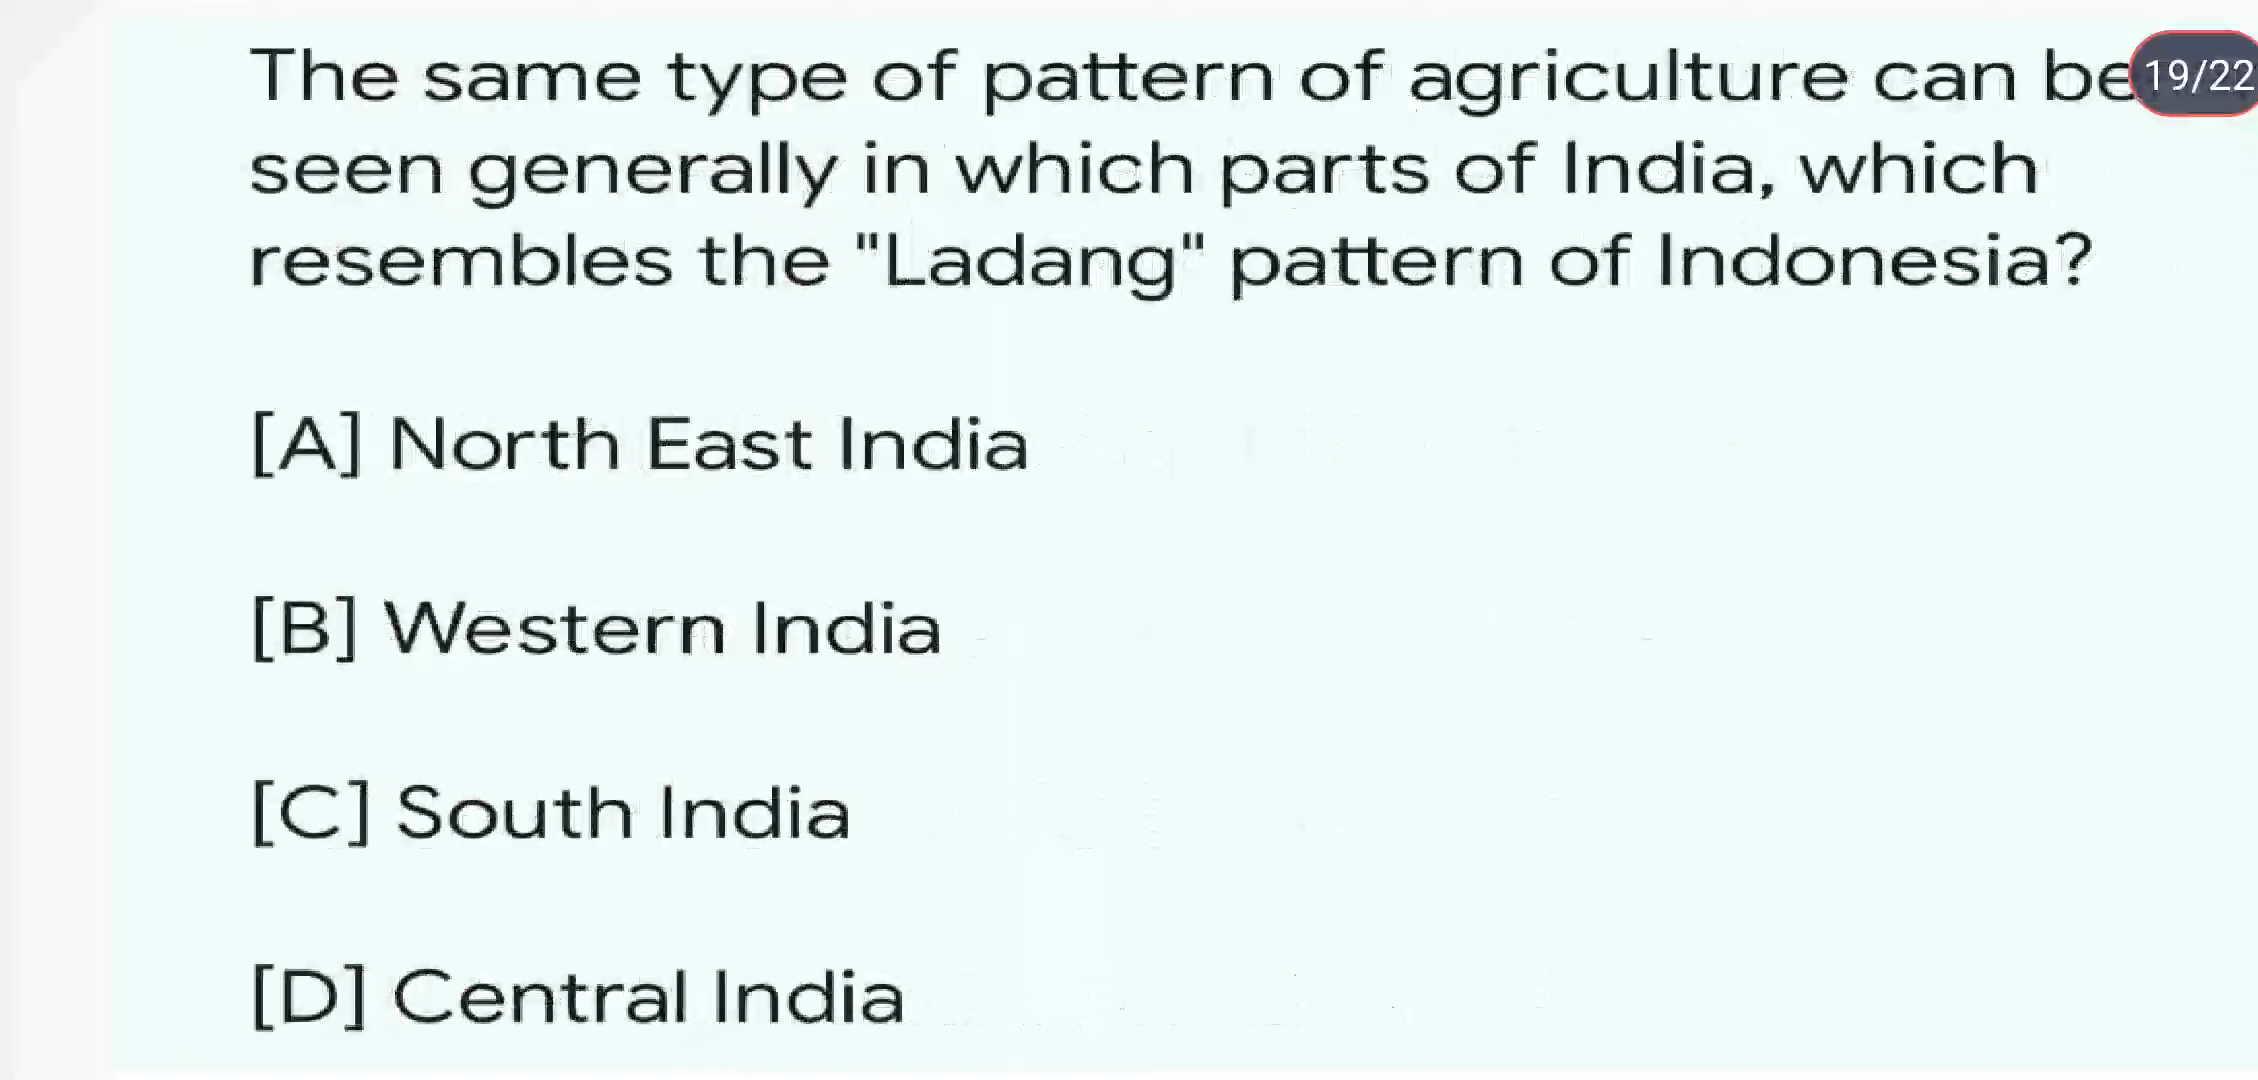 The same type of pattern of agriculture can be 19/22
seen generally in which parts of India, which
resembles the "Ladang" pattern of Indonesia?
[A] North East India
[B] Western India
[C] South India
[D] Central India